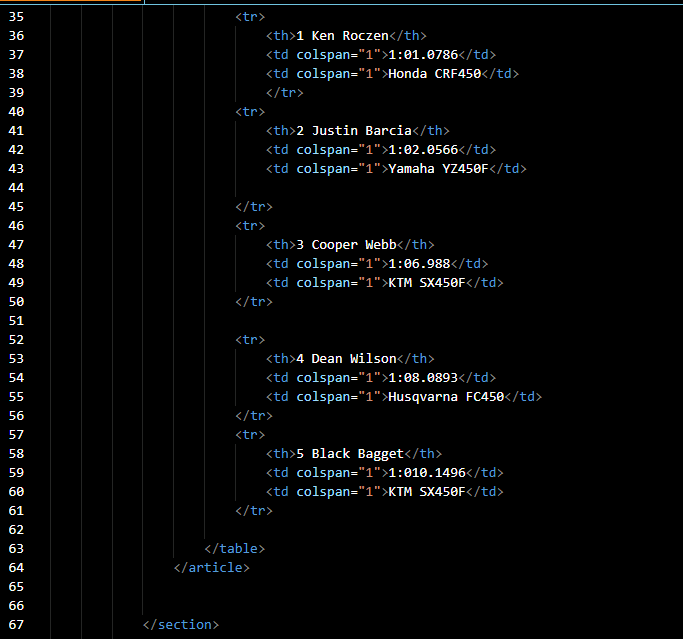 35 <tr>
36 <th>1 Ken Roczen</th>
37 <td colspan="1">1:01.0786</td>
38 <td colspan="1">Honda CRF450</td>
39 </tr>
40 <tr>
41 <th>2 Justin Barcia</th>
42 <td colspan="1">1:02.0566</td>
43 <td colspan="1">Yamaha YZ450F</td>
44
45 </tr>
46 <tr>
47 <th>3 Cooper Webb</th>
48 <td colspan="1">1:06.988</td>
49 <td colspan="1">KTM SX450F</td>
50 </tr>
51
52 <tr>
53 <th>4 Dean Wilson</th>
54 <td colspan="1">1:08.0893</td>
55 <td colspan="1">Husqvarna FC450</td>
56 </tr>
57 <tr>
58 <th>5 Black Bagget</th>
59 <td colspan="1">1:010.1496</td>
60 <td colspan="1">KTM SX450F</td>
61 </tr>
62
63 </table>
64 </article>
65
66
67 </section>